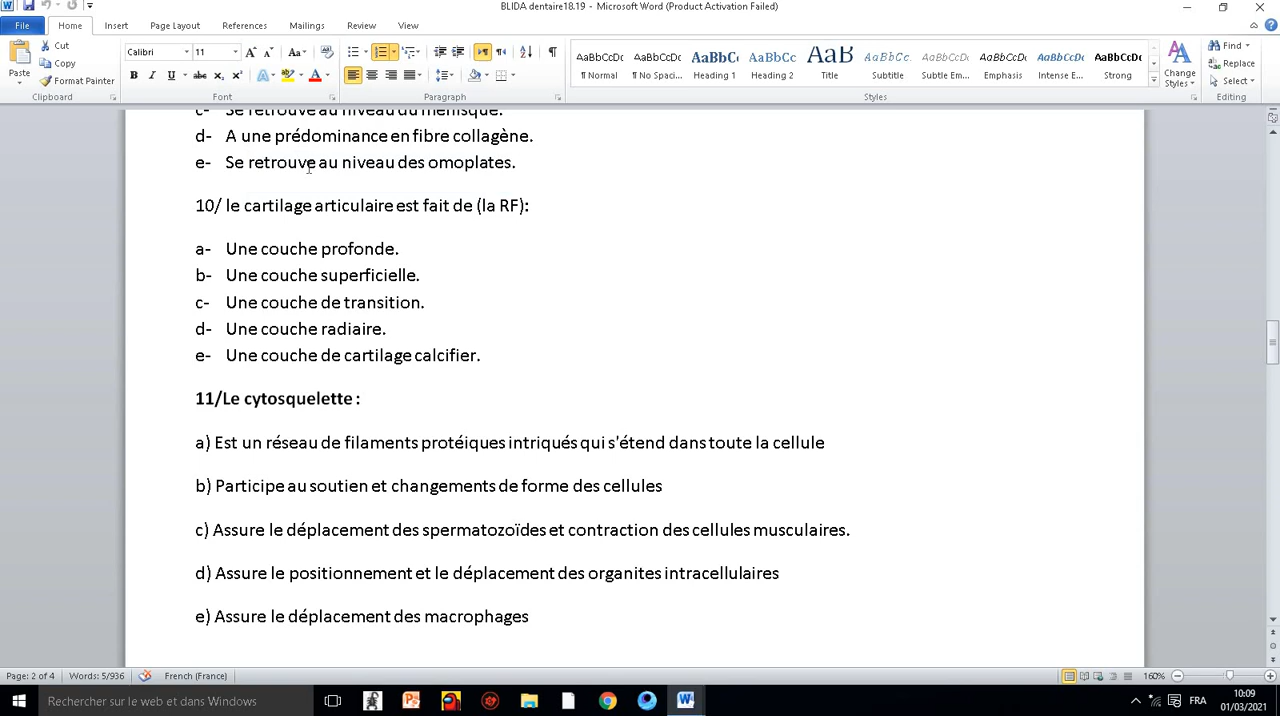 BLIDA dentaire18.19 - Microsoft Word (Product Activation Failed)
File Home Insert Page Layout References Mailings Review View
Cut
Copy
Format Painter
Paste
Clipboard
Calibri 11
Font
Paragraph
AaBbCcDc AaBbCcDc AaBbC AaBbCc AaB AaBbCc. AaBbCcDc AaBbCcDc AaBbCcDc AaBbCcDc
¶ Normal ¶ No Spaci... Heading 1 Heading 2 Title Subtitle Subtle Em... Emphasis Intense E... Strong
Styles
Change Styles
Find
Replace
Select
Editing
c- Se retrouve au niveau du ménisque.
d- A une prédominance en fibre collagène.
e- Se retrouve au niveau des omoplates.
10/ le cartilage articulaire est fait de (la RF):
a- Une couche profonde.
b- Une couche superficielle.
c- Une couche de transition.
d- Une couche radiaire.
e- Une couche de cartilage calcifier.
11/Le cytosquelette :
a) Est un réseau de filaments protéiques intriqués qui s'étend dans toute la cellule
b) Participe au soutien et changements de forme des cellules
c) Assure le déplacement des spermatozoïdes et contraction des cellules musculaires.
d) Assure le positionnement et le déplacement des organites intracellulaires
e) Assure le déplacement des macrophages
Page: 2 of 4 Words: 5/936 French (France) 160%
Rechercher sur le web et dans Windows
FRA
10:09
01/03/2021